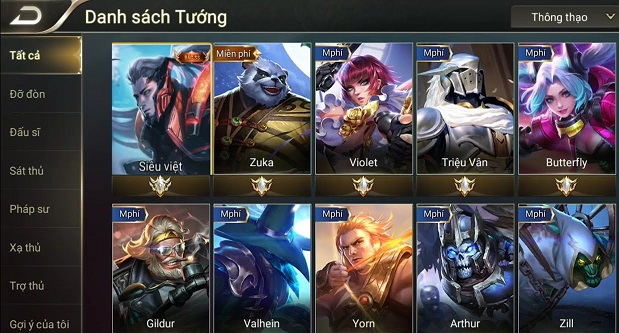 Danh sách Tướng
Thông thạo
Tất cả
Đỡ đòn
Đấu sĩ
Sát thủ
Pháp sư
Xạ thủ
Trợ thủ
Gợi ý của tôi
Miễn phí
Mphí
Mphí
Mphí
Siêu việt
Zuka
Violet
Triệu Vân
Butterfly
Mphí
Mphí
Mphí
Mphí
Mphí
Gildur
Valhein
Yorn
Arthur
Zill